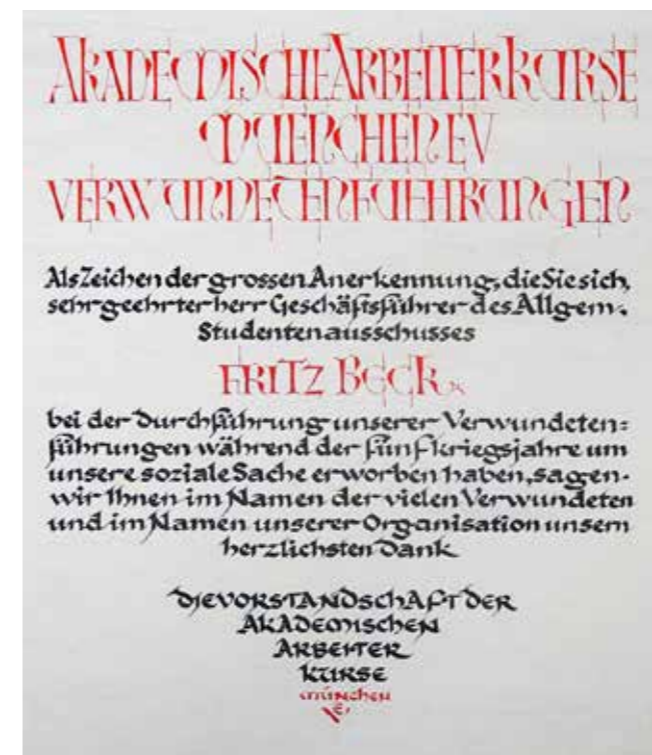 AKADEMISCHE ARBEITERKURSE
MUENCHEN EV
VERWUNDETENFUEHRUNGEN
Als Zeichen der grossen Anerkennung, die Sie sich,
sehr geehrter herr Geschäftsführer des Allgem.
Studentenausschusses
FRITZ BECK
bei der Durchführung unserer Verwundeten=
führungen während der fünf kriegsjahre um
unsere soziale Sache erworben haben, sagen
wir Ihnen im Namen der vielen Verwundeten
und im Namen unserer Organisation unsern
herzlichsten Dank
DIE VORSTANDSCHAFT DER
AKADEMISCHEN
ARBEITER
KURSE
MÜNCHEN